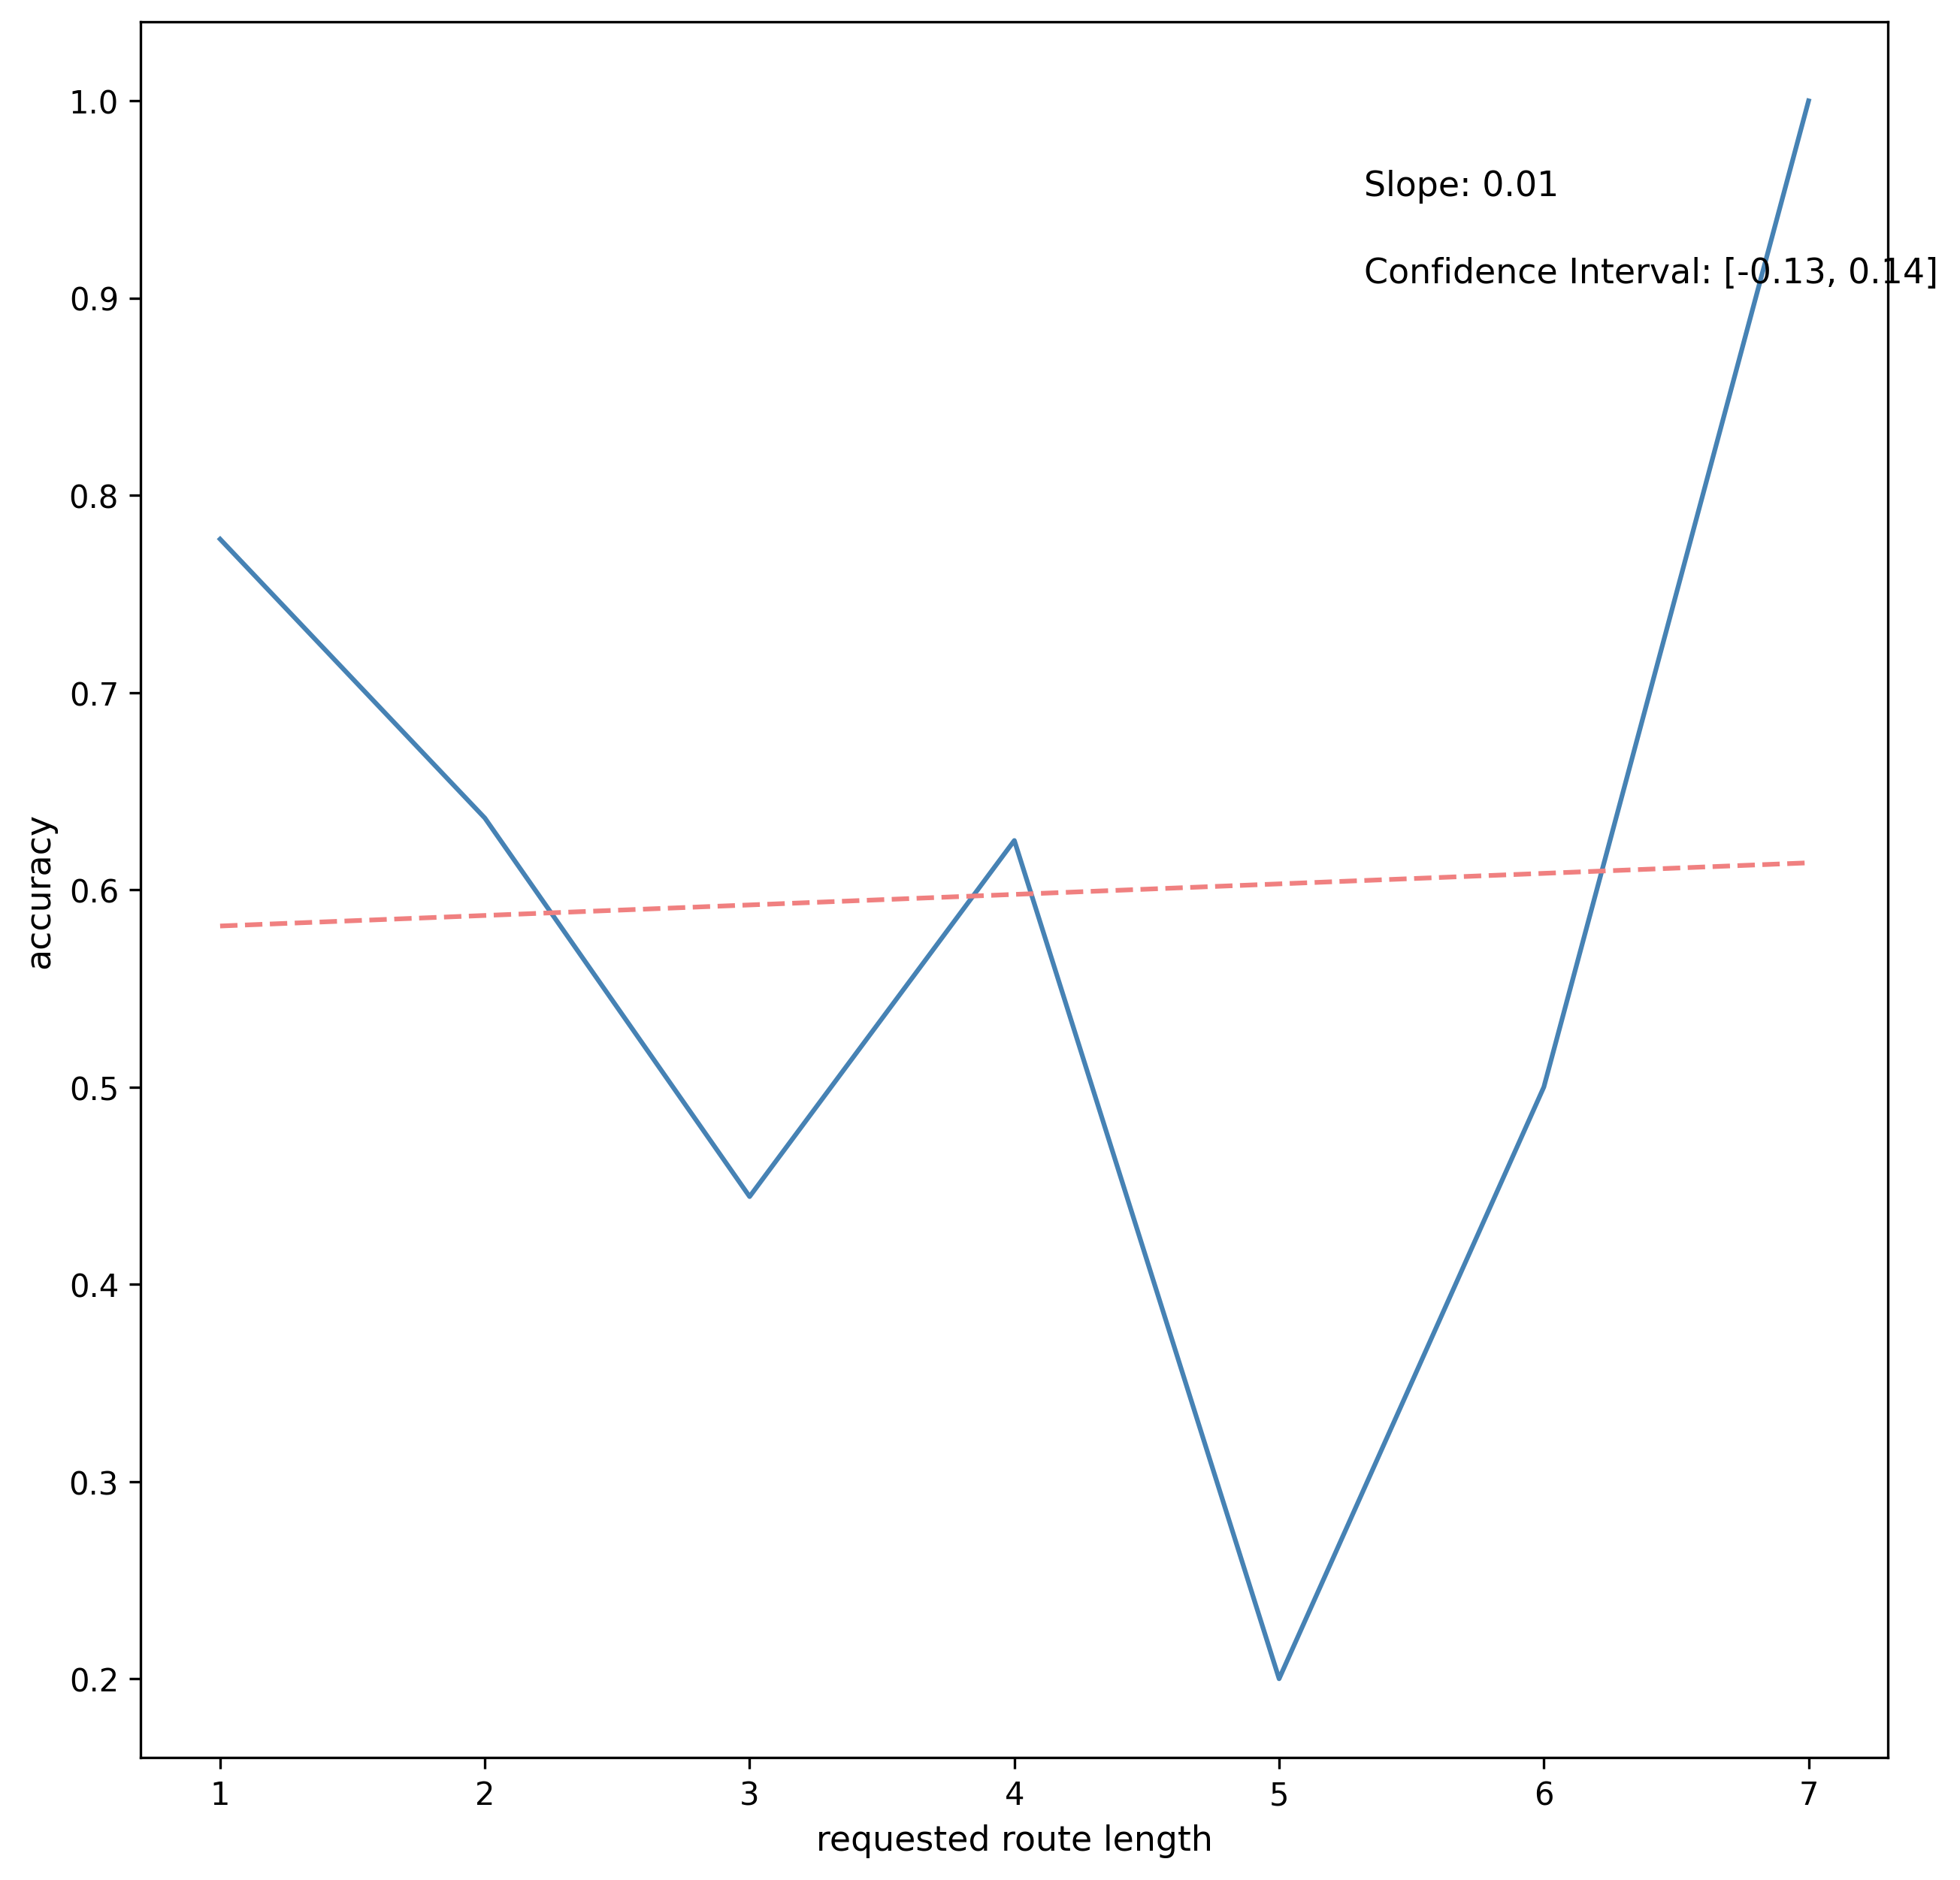 1.0
0.9
0.8
0.7
0.6
0.5
0.4
0.3
0.2
accuracy
Slope: 0.01
Confidence Interval: [-0.13, 0.14]
1 2 3 4 5 6 7
requested route length